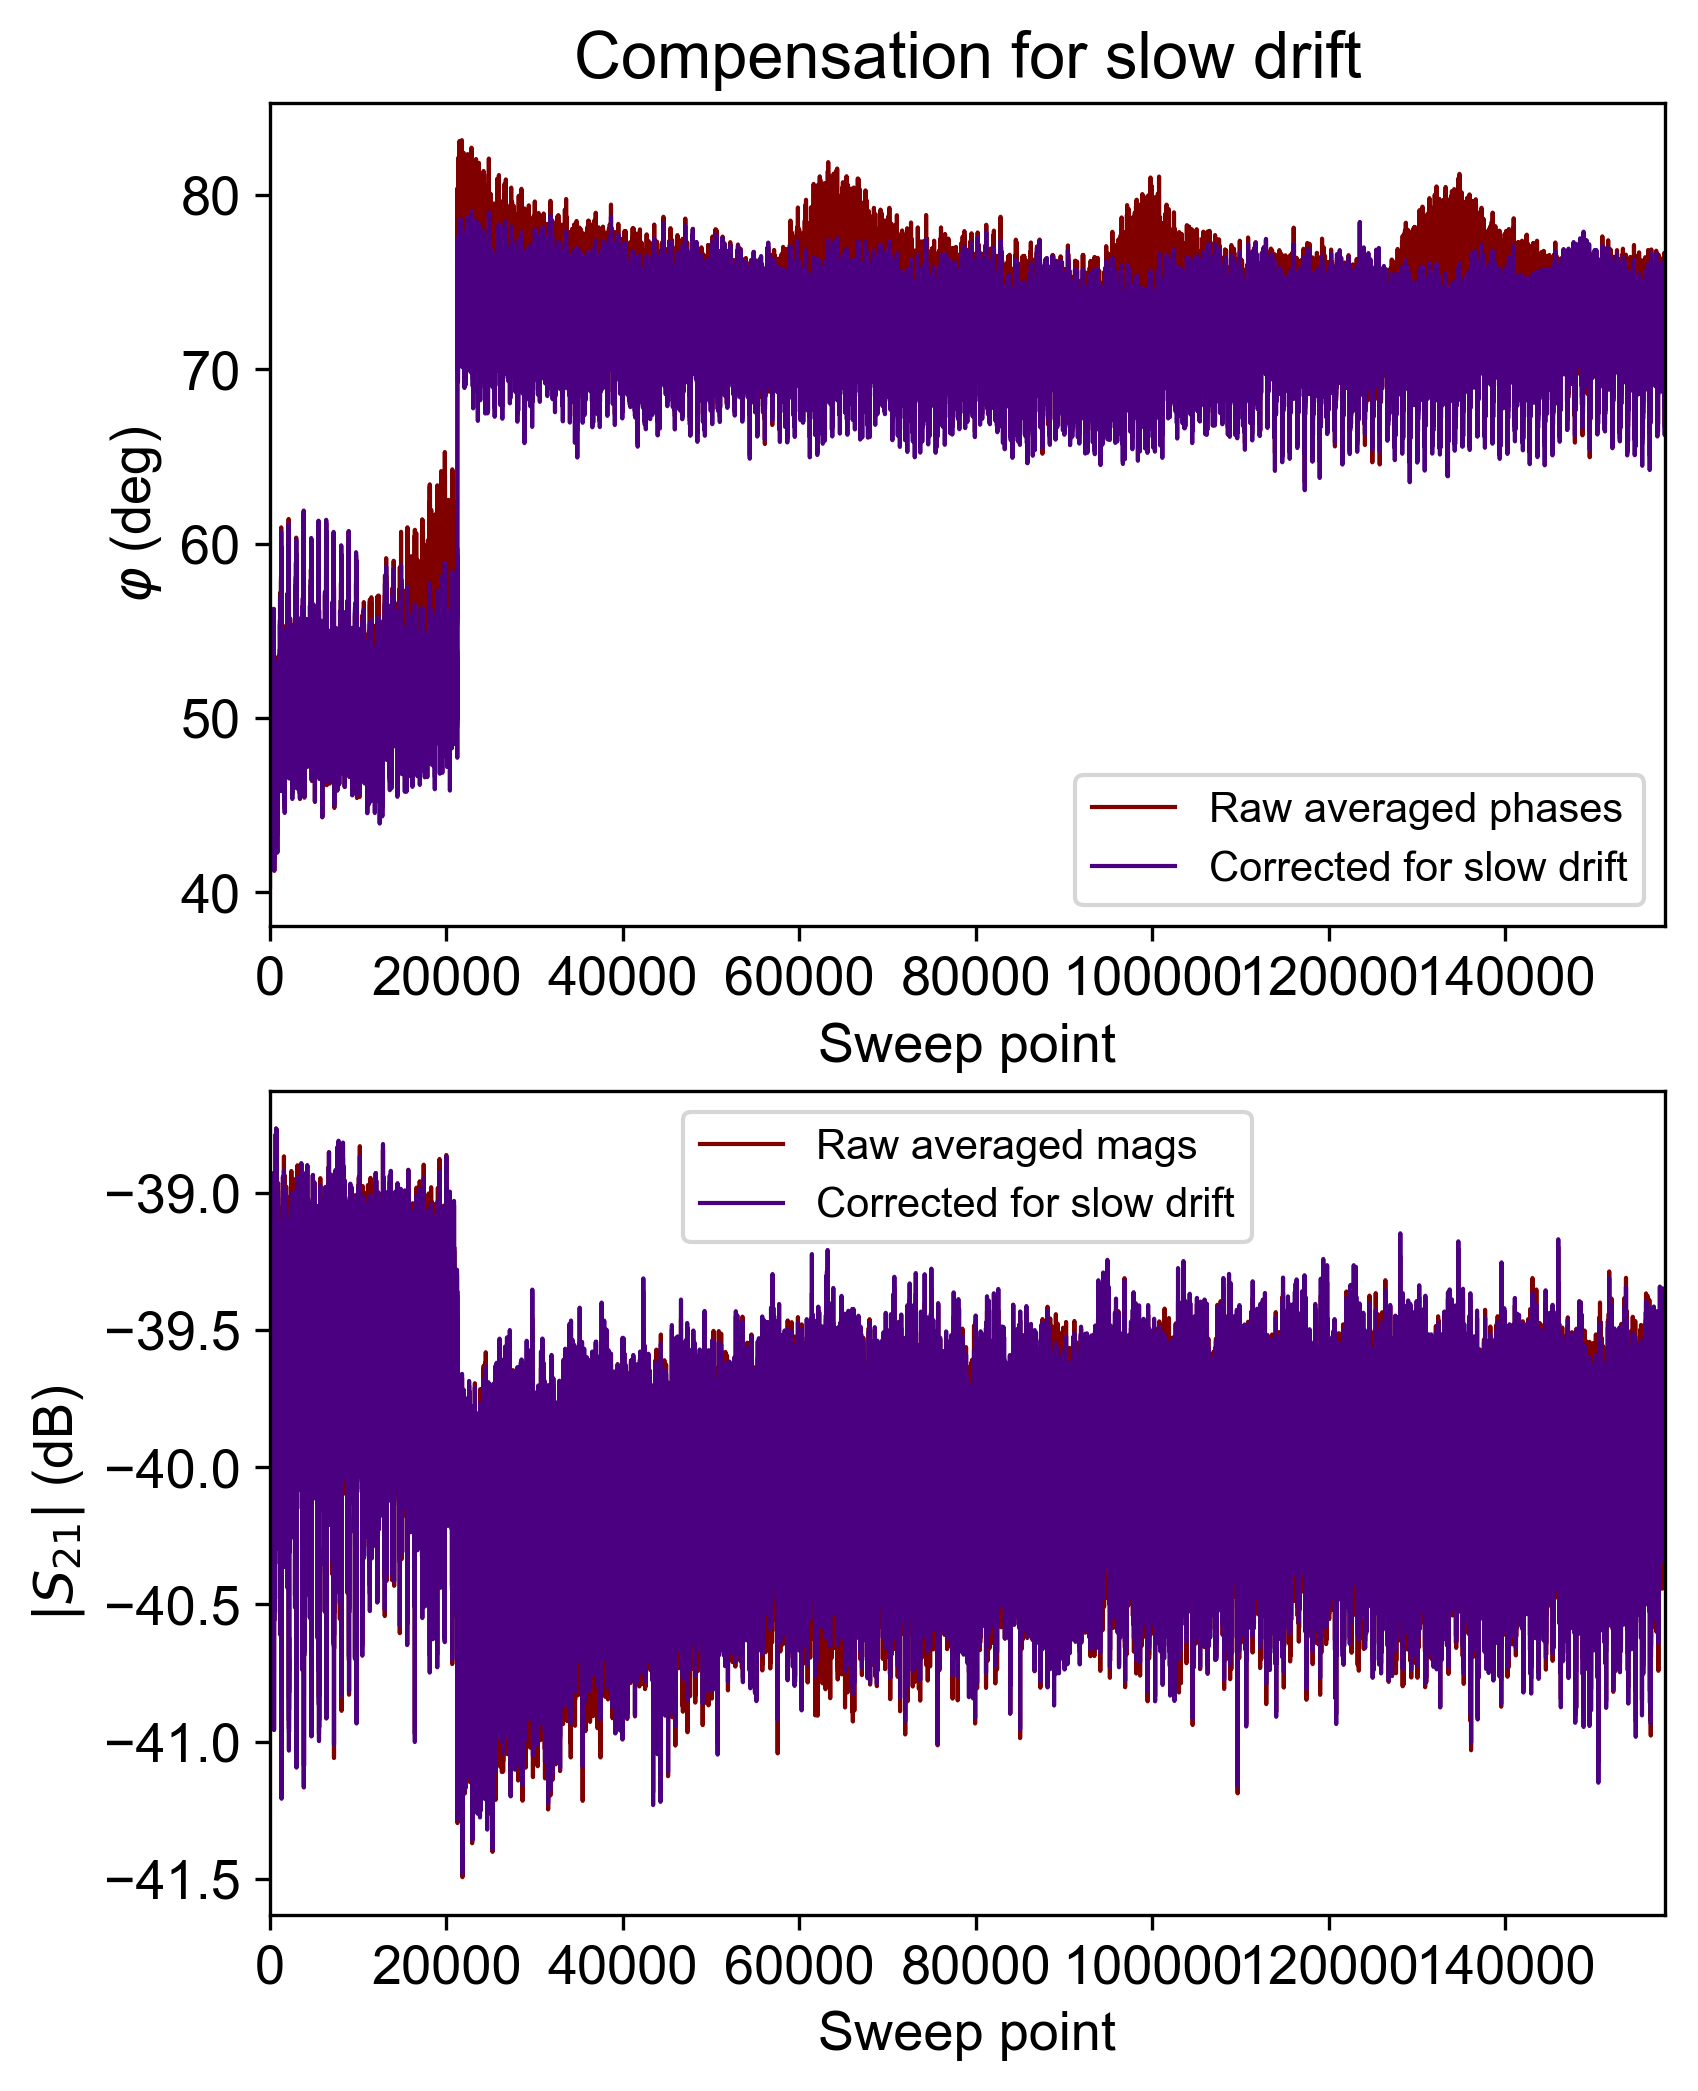 Compensation for slow drift
80
70
60
50
40
φ (deg)
Raw averaged phases
Corrected for slow drift
0 20000 40000 60000 80000 100000 120000 140000
Sweep point
Raw averaged mags
Corrected for slow drift
−39.0
−39.5
−40.0
−40.5
−41.0
−41.5
|S₂₁| (dB)
0 20000 40000 60000 80000 100000 120000 140000
Sweep point